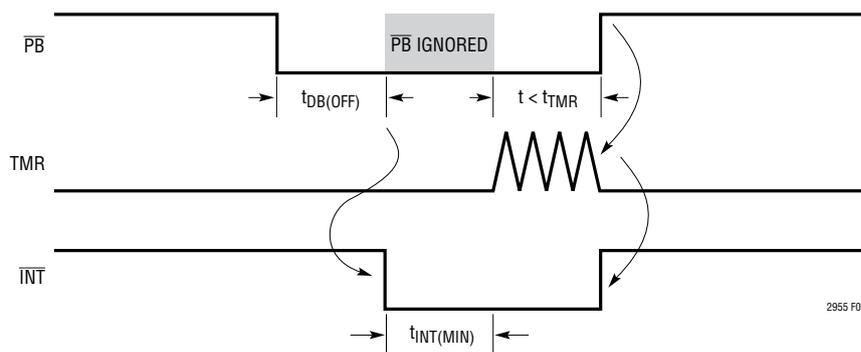 PB
PB IGNORED
tDB(OFF)
t < tTMR
TMR
INT
2955 F0
tINT(MIN)